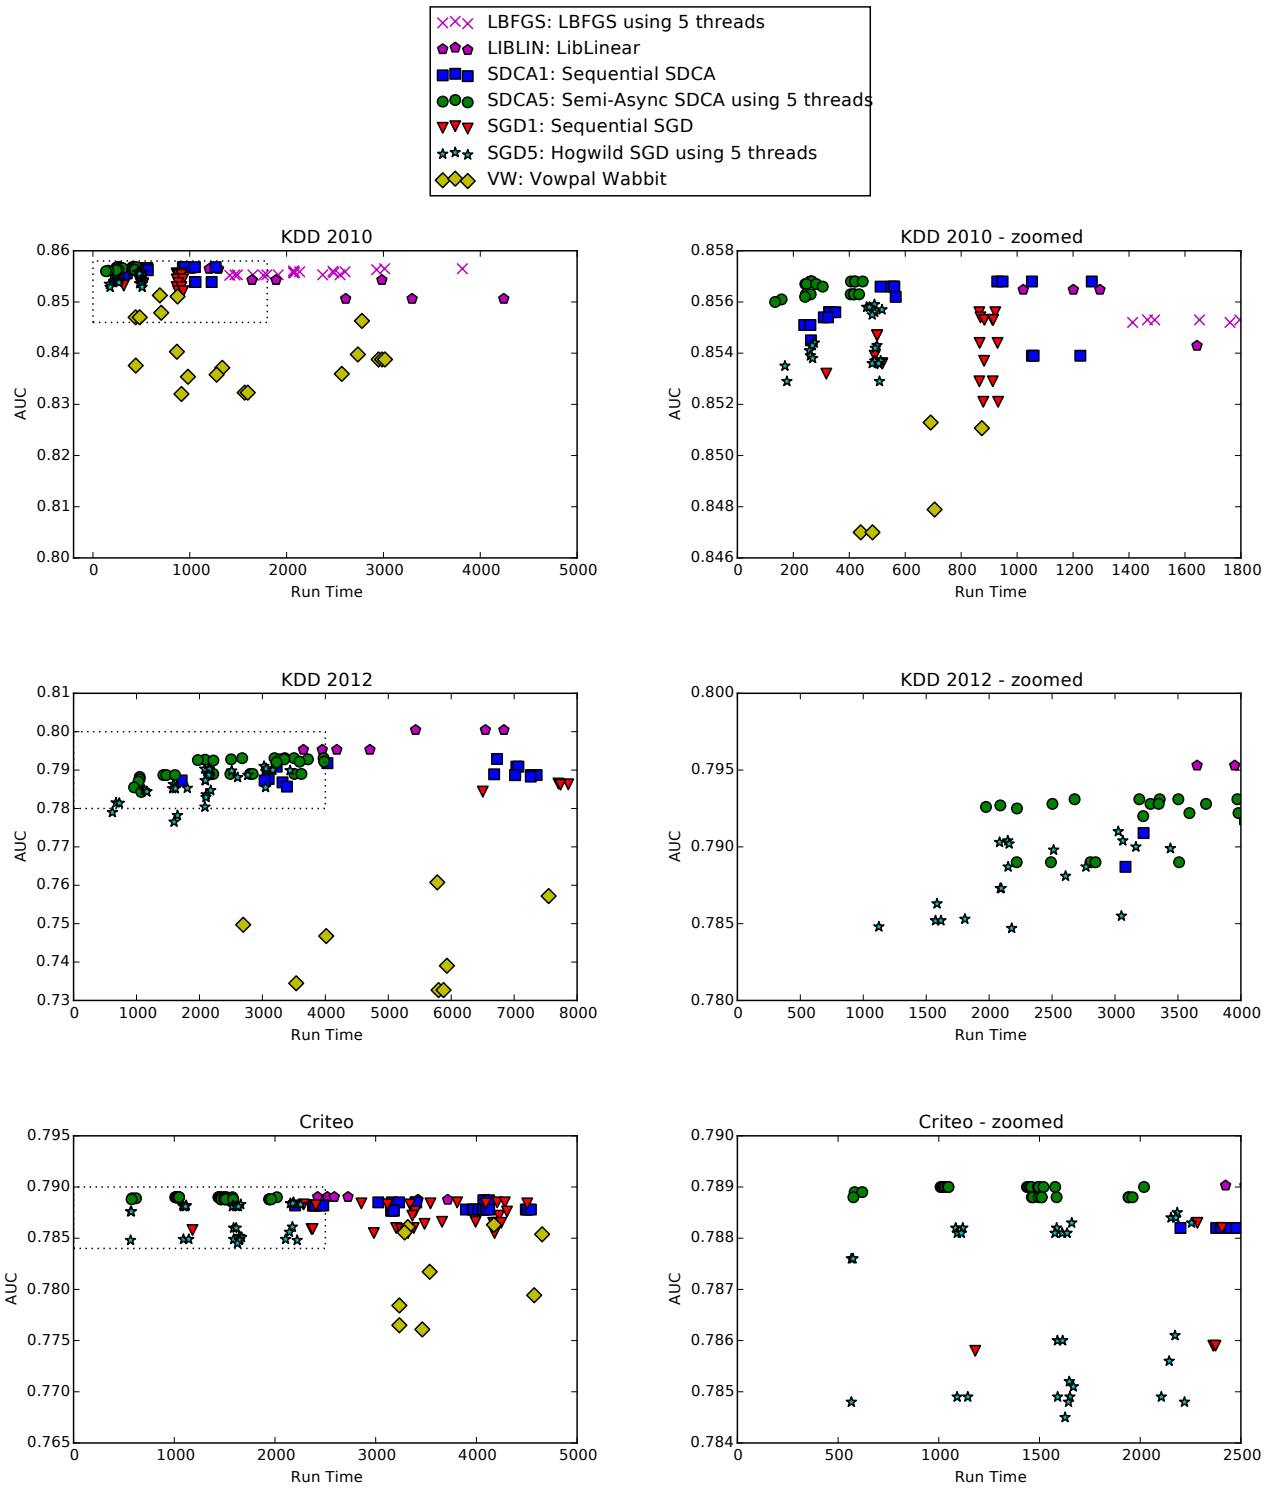 LBFGS: LBFGS using 5 threads
LIBLIN: LibLinear
SDCA1: Sequential SDCA
SDCA5: Semi-Async SDCA using 5 threads
SGD1: Sequential SGD
SGD5: Hogwild SGD using 5 threads
VW: Vowpal Wabbit
KDD 2010
0.86
0.85
0.84
0.83
0.82
0.81
0.80
AUC
0 1000 2000 3000 4000 5000
Run Time
KDD 2010 - zoomed
0.858
0.856
0.854
0.852
0.850
0.848
0.846
AUC
0 200 400 600 800 1000 1200 1400 1600 1800
Run Time
KDD 2012
0.81
0.80
0.79
0.78
0.77
0.76
0.75
0.74
0.73
AUC
0 1000 2000 3000 4000 5000 6000 7000 8000
Run Time
KDD 2012 - zoomed
0.800
0.795
0.790
0.785
0.780
AUC
0 500 1000 1500 2000 2500 3000 3500 4000
Run Time
Criteo
0.795
0.790
0.785
0.780
0.775
0.770
0.765
AUC
0 1000 2000 3000 4000 5000
Run Time
Criteo - zoomed
0.790
0.789
0.788
0.787
0.786
0.785
0.784
AUC
0 500 1000 1500 2000 2500
Run Time